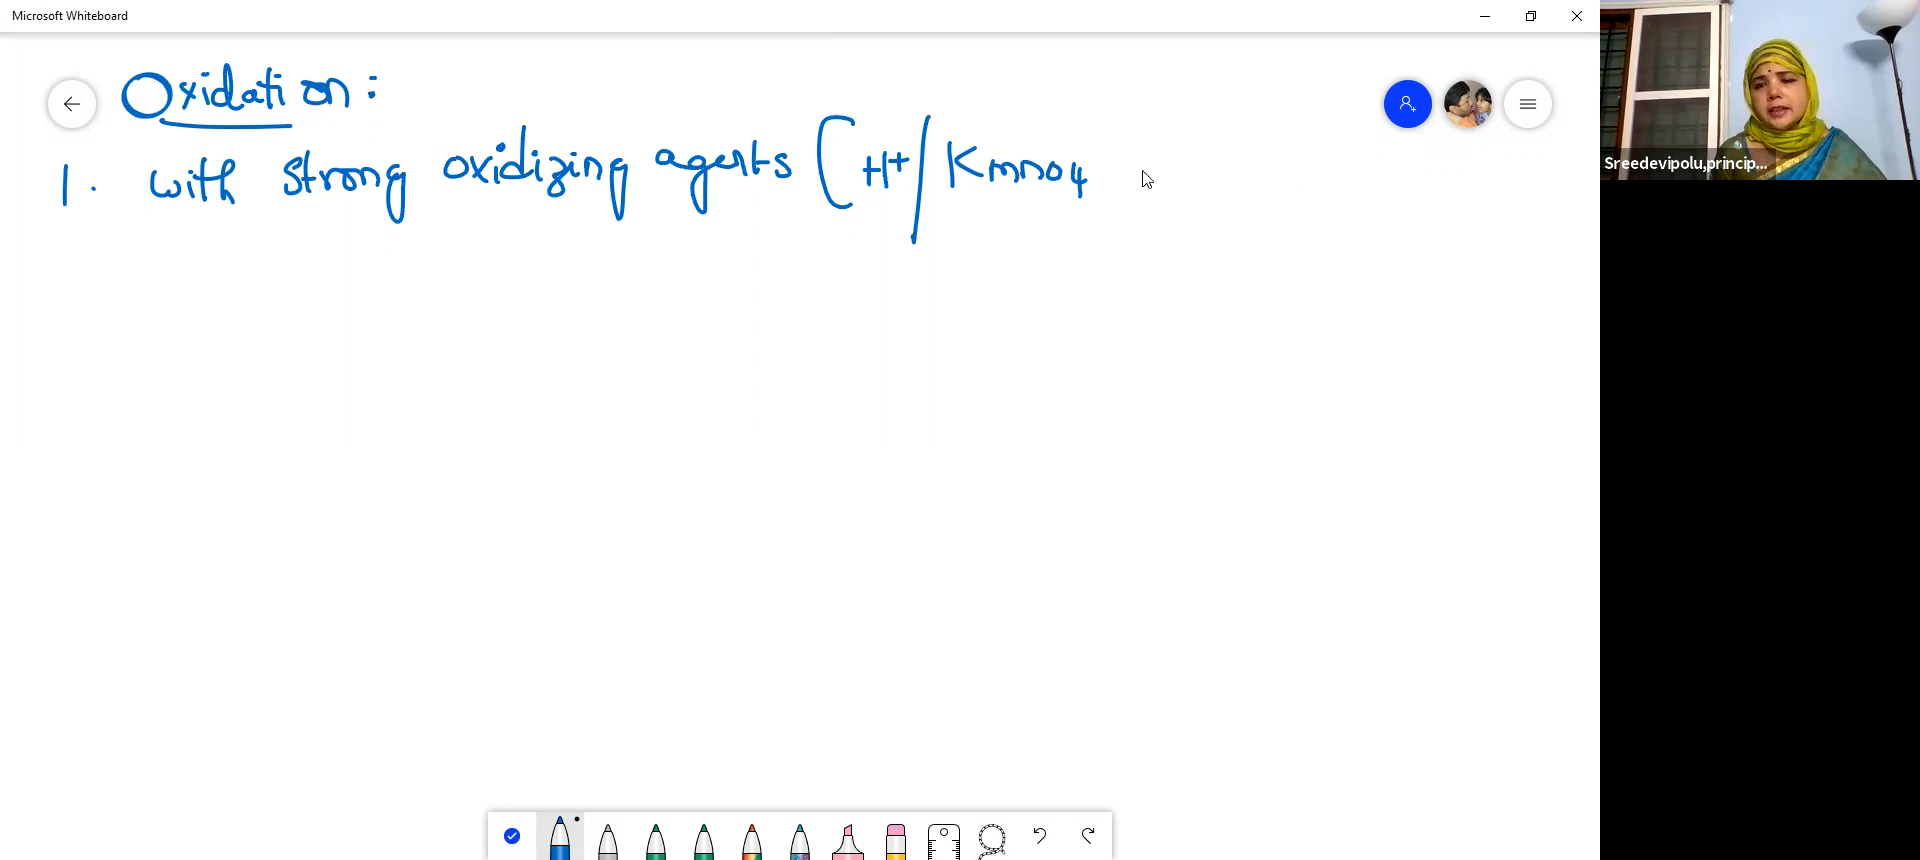 Microsoft Whiteboard
Oxidation:
1. with strong oxidizing agents (H+/Kmno4
Sreedevipolu,princip...